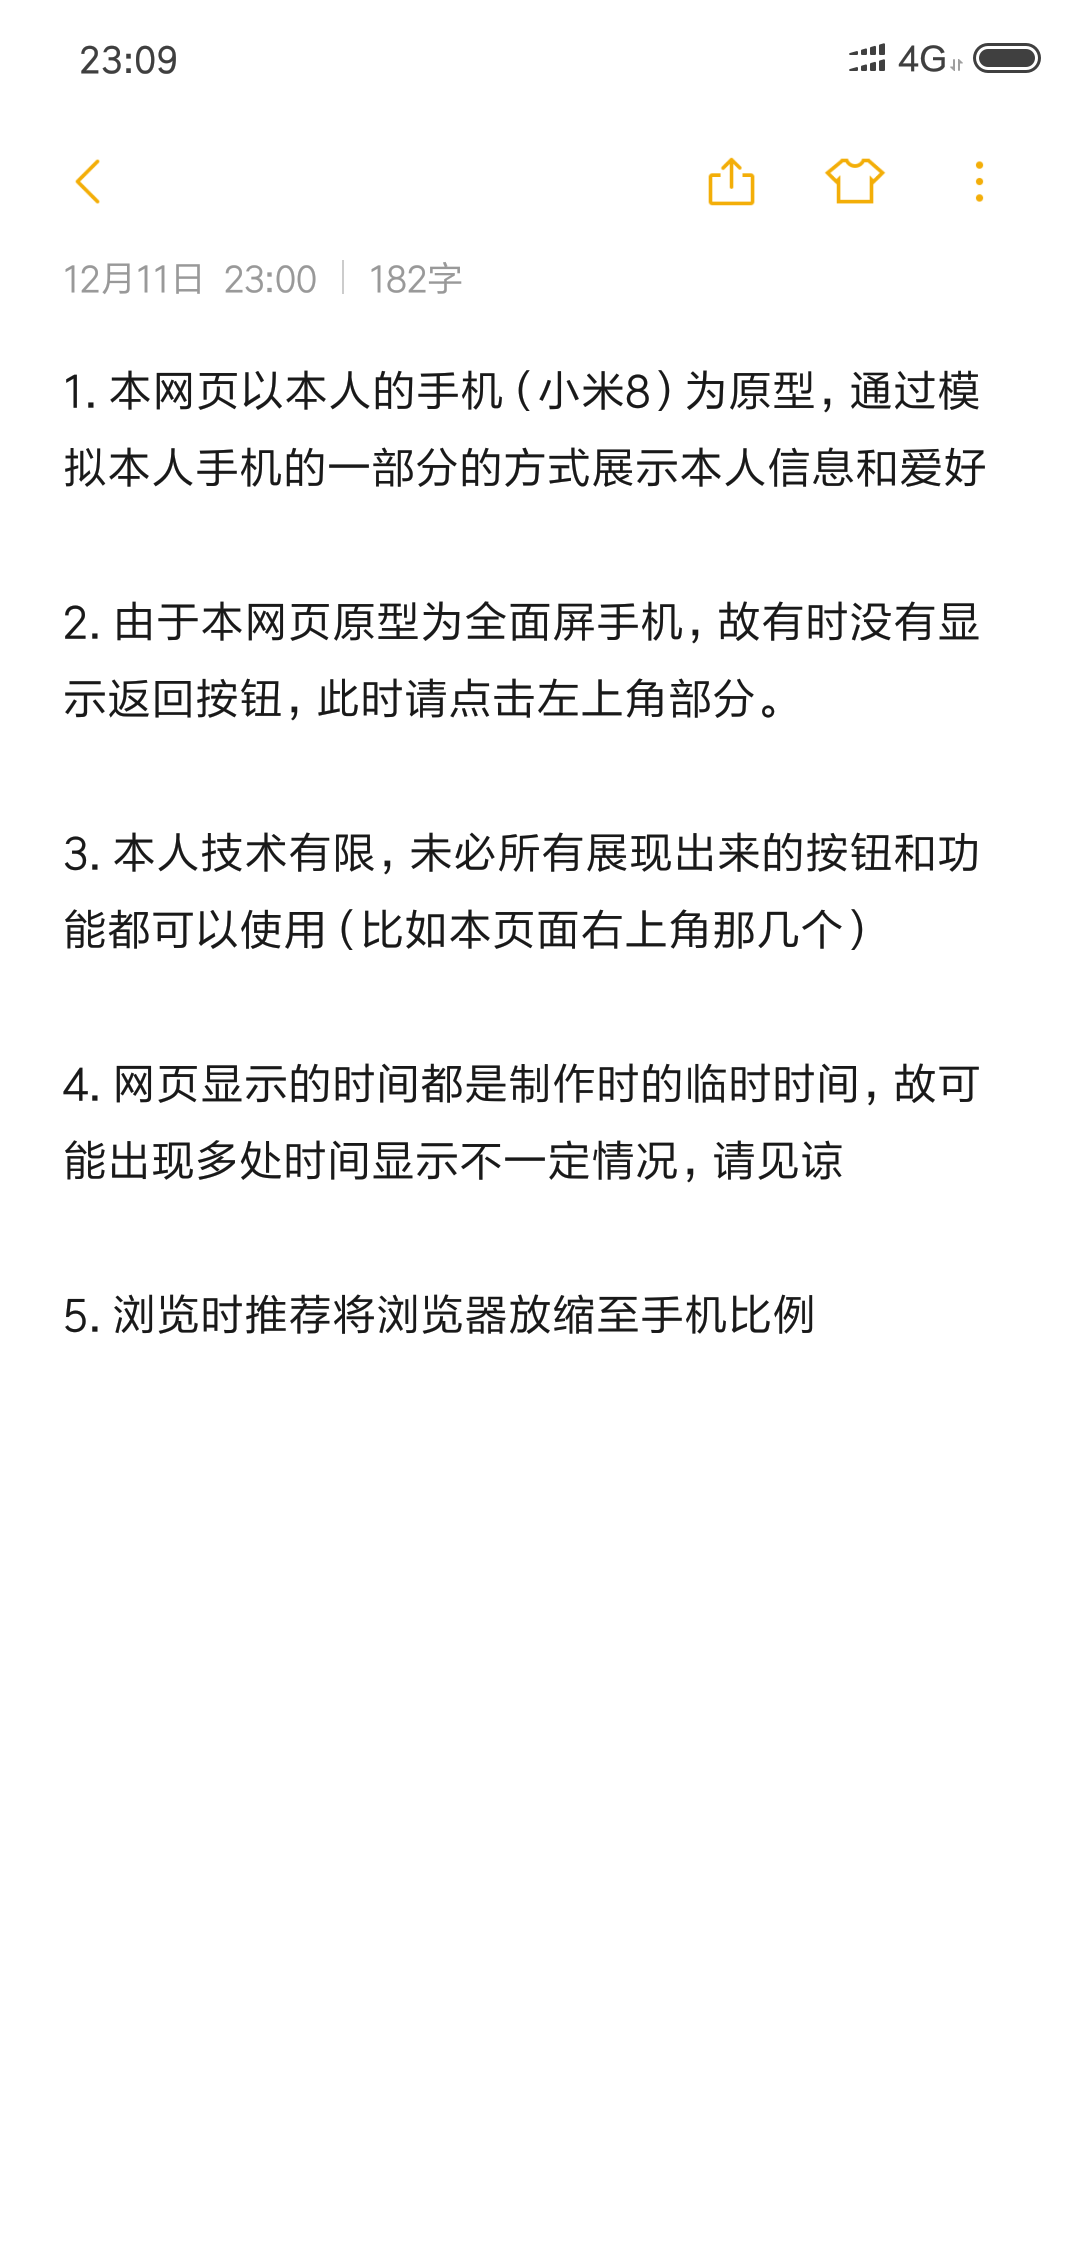 23:09 4G
12月11日 23:00 | 182字
1. 本网页以本人的手机（小米8）为原型，通过模
拟本人手机的一部分的方式展示本人信息和爱好
2. 由于本网页原型为全面屏手机，故有时没有显
示返回按钮，此时请点击左上角部分。
3. 本人技术有限，未必所有展现出来的按钮和功
能都可以使用（比如本页面右上角那几个）
4. 网页显示的时间都是制作时的临时时间，故可
能出现多处时间显示不一定情况，请见谅
5. 浏览时推荐将浏览器放缩至手机比例